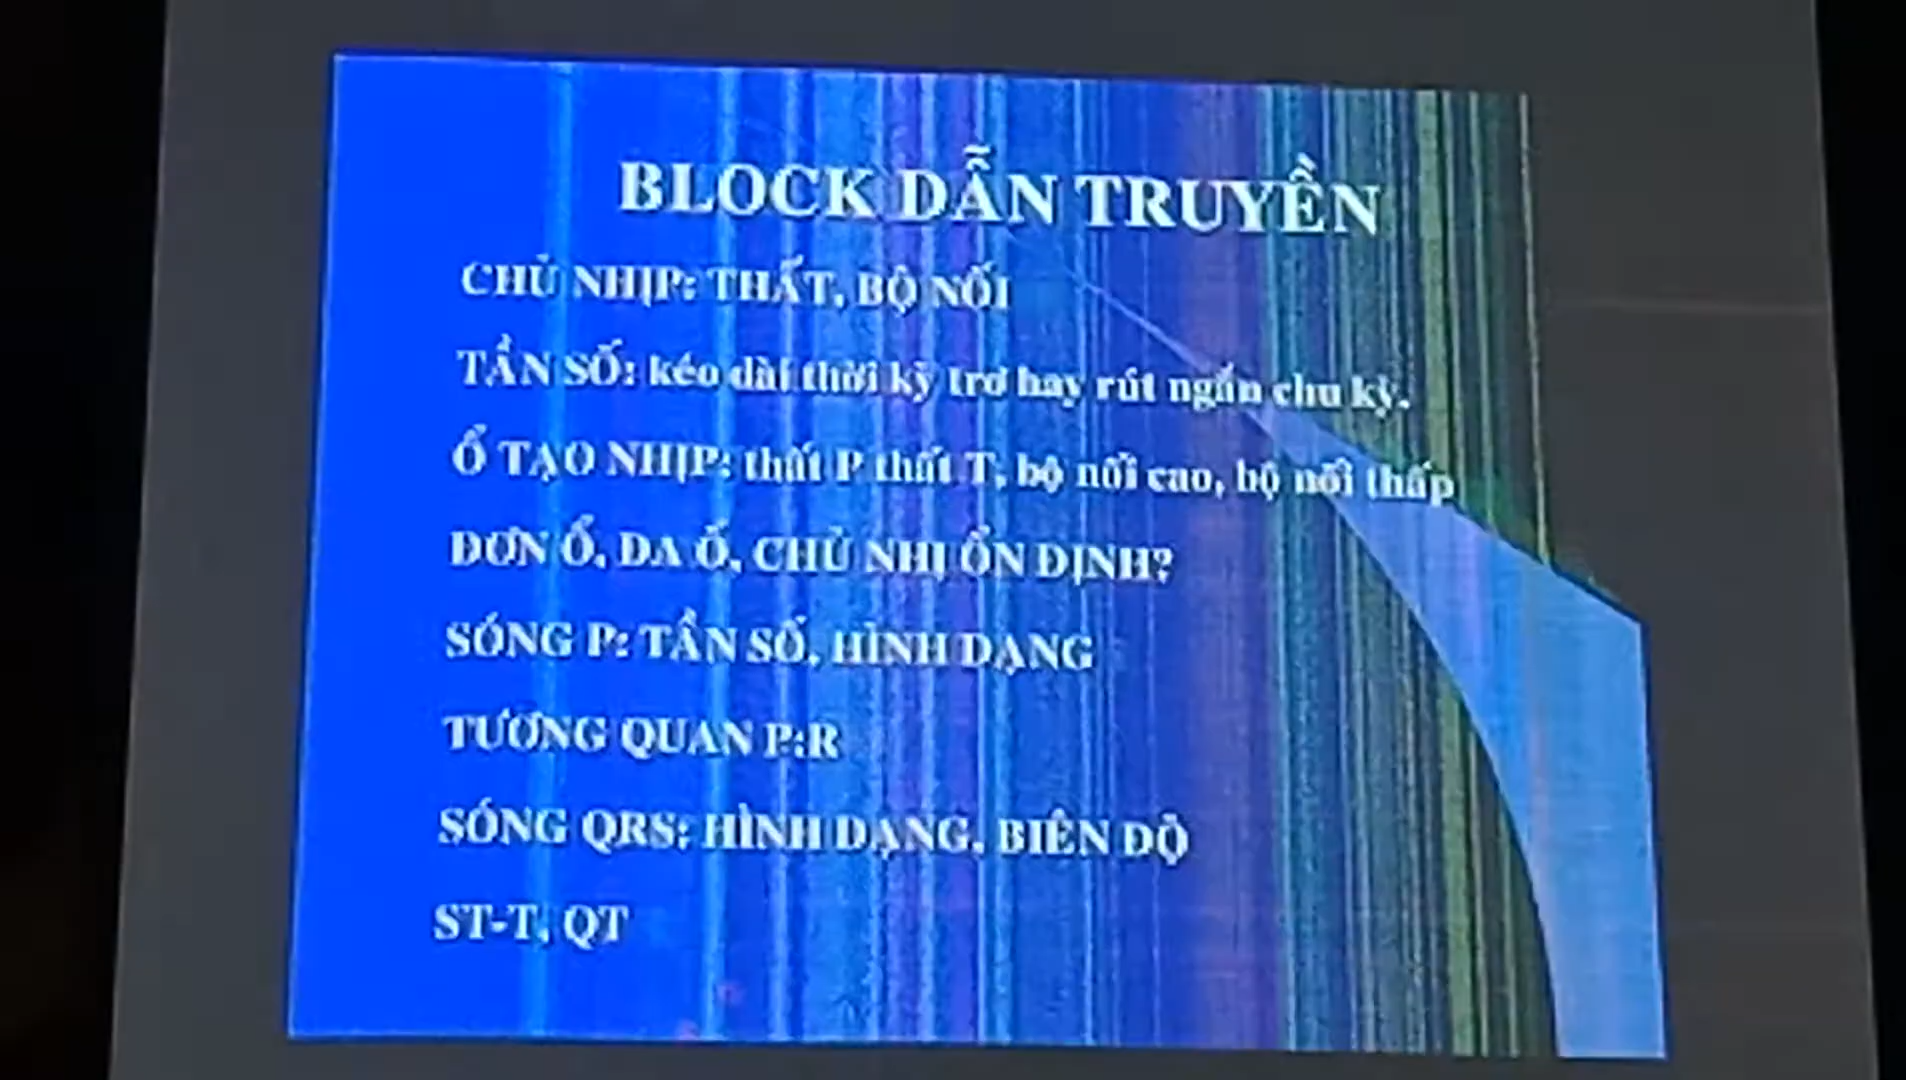 BLOCK DẪN TRUYỀN
CHỦ NHỊP: THẤT, BỘ NỐI
TẦN SỐ: kéo dài thời kỳ trơ hay rút ngắn chu kỳ.
Ổ TẠO NHỊP: thất P thất T, bộ nối cao, bộ nối thấp
ĐƠN Ổ, DA Ổ, CHỦ NHỊ ỔN ĐỊNH?
SÓNG P: TẦN SỐ, HÌNH DẠNG
TƯƠNG QUAN P:R
SÓNG QRS: HÌNH DẠNG, BIÊN ĐỘ
ST-T, QT